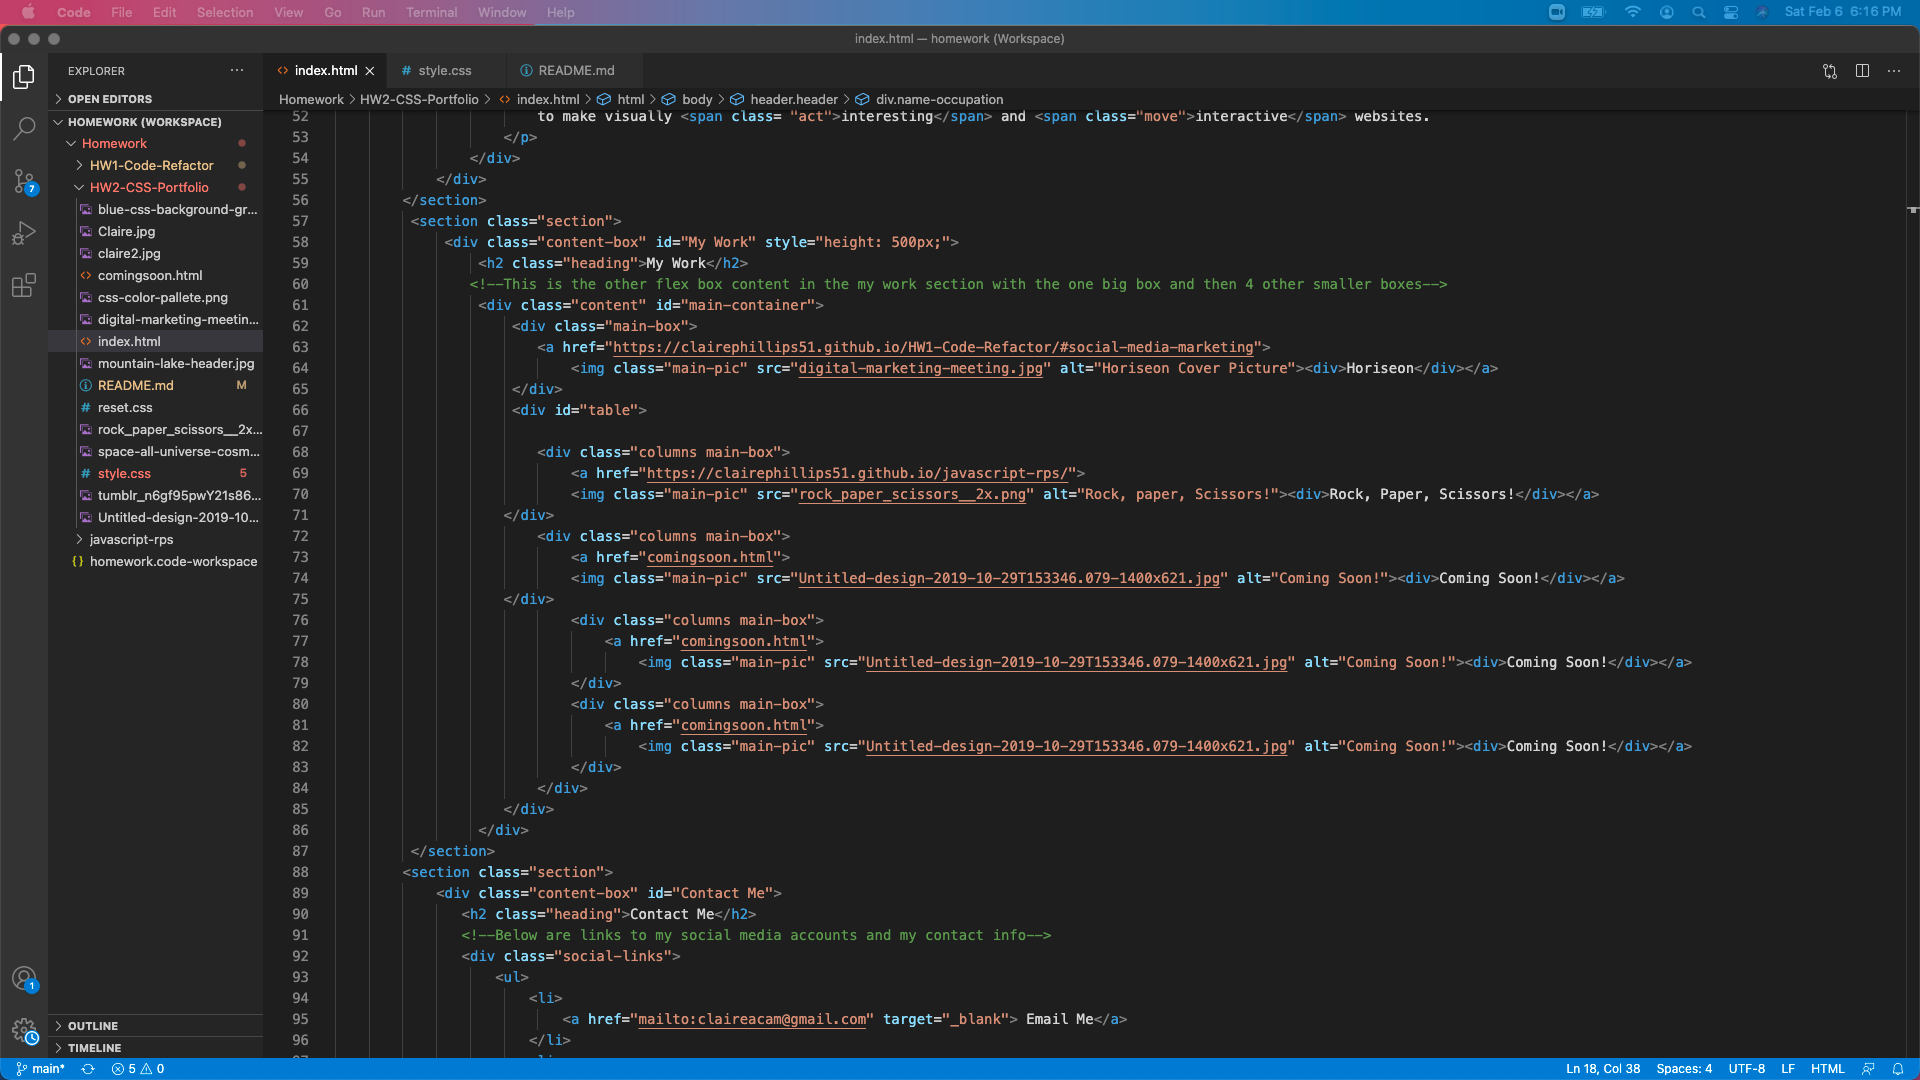 Code File Edit Selection View Go Run Terminal Window Help Sat Feb 6 6:16 PM
index.html — homework (Workspace)
EXPLORER ...
index.html
style.css
README.md
Homework > HW2-CSS-Portfolio > index.html > html > body > header.header > div.name-occupation
OPEN EDITORS
HOMEWORK (WORKSPACE)
Homework
HW1-Code-Refactor
HW2-CSS-Portfolio
blue-css-background-gr...
Claire.jpg
claire2.jpg
comingsoon.html
css-color-pallete.png
digital-marketing-meetin...
index.html
mountain-lake-header.jpg
README.md M
reset.css
rock_paper_scissors__2x...
space-all-universe-cosm...
style.css 5
tumblr_n6gf95pwY21s86...
Untitled-design-2019-10...
javascript-rps
{} homework.code-workspace
OUTLINE
TIMELINE
7
1
52 to make visually <span class= "act">interesting</span> and <span class="move">interactive</span> websites.
53 </p>
54 </div>
55 </div>
56 </section>
57 <section class="section">
58 <div class="content-box" id="My Work" style="height: 500px;">
59 <h2 class="heading">My Work</h2>
60 <!--This is the other flex box content in the my work section with the one big box and then 4 other smaller boxes-->
61 <div class="content" id="main-container">
62 <div class="main-box">
63 <a href="https://clairephillips51.github.io/HW1-Code-Refactor/#social-media-marketing">
64 <img class="main-pic" src="digital-marketing-meeting.jpg" alt="Horiseon Cover Picture"><div>Horiseon</div></a>
65 </div>
66 <div id="table">
67
68 <div class="columns main-box">
69 <a href="https://clairephillips51.github.io/javascript-rps/">
70 <img class="main-pic" src="rock_paper_scissors__2x.png" alt="Rock, paper, Scissors!"><div>Rock, Paper, Scissors!</div></a>
71 </div>
72 <div class="columns main-box">
73 <a href="comingsoon.html">
74 <img class="main-pic" src="Untitled-design-2019-10-29T153346.079-1400x621.jpg" alt="Coming Soon!"><div>Coming Soon!</div></a>
75 </div>
76 <div class="columns main-box">
77 <a href="comingsoon.html">
78 <img class="main-pic" src="Untitled-design-2019-10-29T153346.079-1400x621.jpg" alt="Coming Soon!"><div>Coming Soon!</div></a>
79 </div>
80 <div class="columns main-box">
81 <a href="comingsoon.html">
82 <img class="main-pic" src="Untitled-design-2019-10-29T153346.079-1400x621.jpg" alt="Coming Soon!"><div>Coming Soon!</div></a>
83 </div>
84 </div>
85 </div>
86 </div>
87 </section>
88 <section class="section">
89 <div class="content-box" id="Contact Me">
90 <h2 class="heading">Contact Me</h2>
91 <!--Below are links to my social media accounts and my contact info-->
92 <div class="social-links">
93 <ul>
94 <li>
95 <a href="mailto:claireacam@gmail.com" target="_blank"> Email Me</a>
96 </li>
main* 5 0 Ln 18, Col 38 Spaces: 4 UTF-8 LF HTML